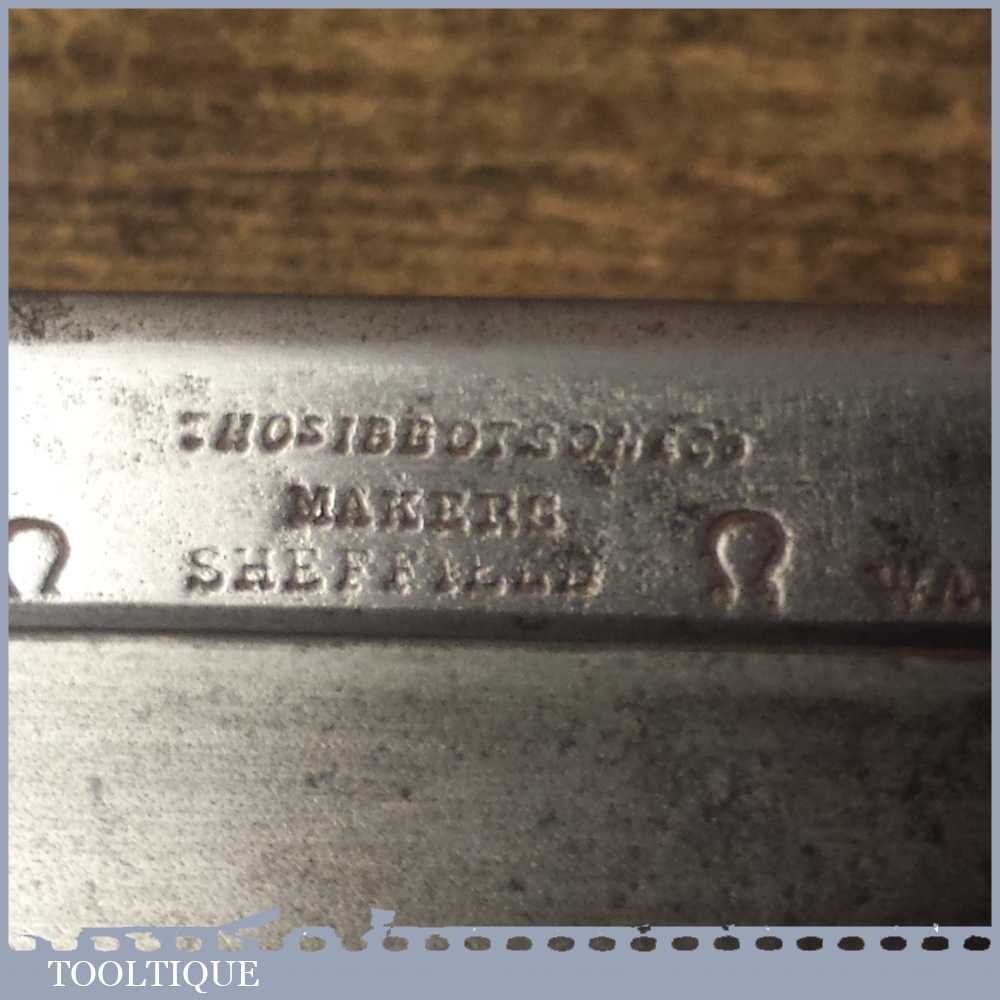 THOS IBBOTSON & Co
MAKERS
SHEFFIELD
TOOLTIQUE